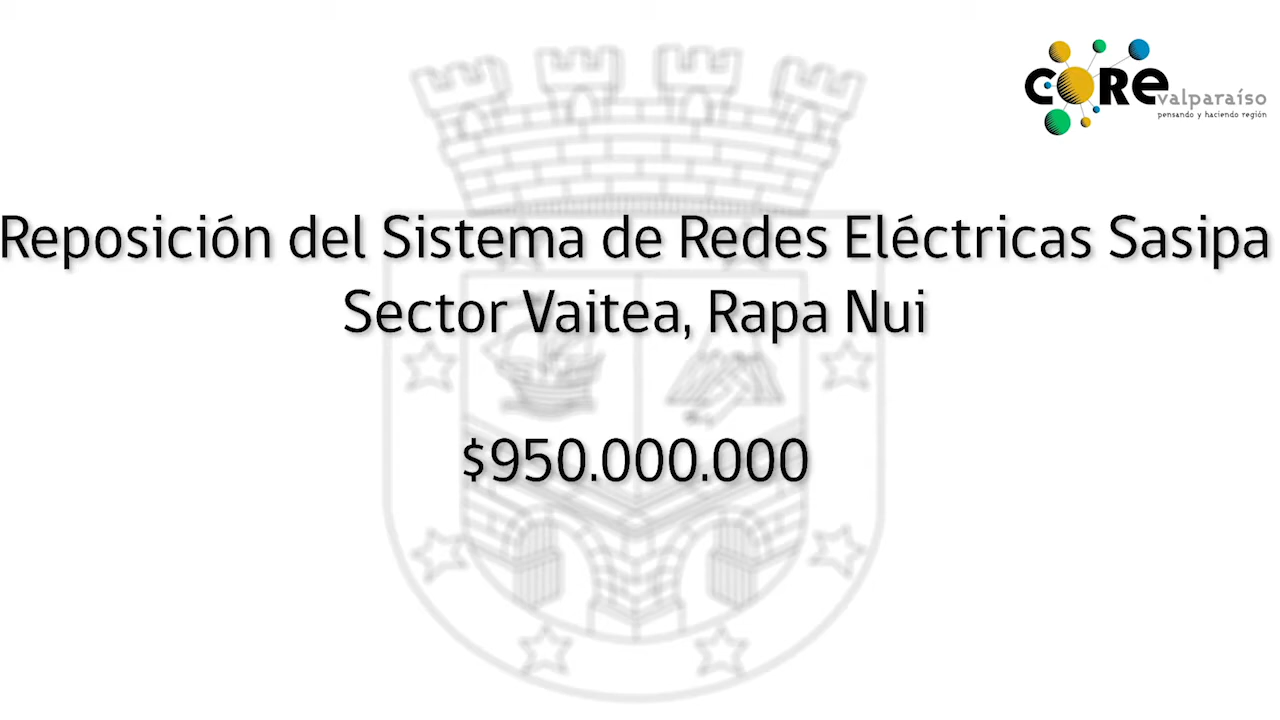 CORE
valparaíso
pensando y haciendo región
Reposición del Sistema de Redes Eléctricas Sasipa
Sector Vaitea, Rapa Nui
$950.000.000